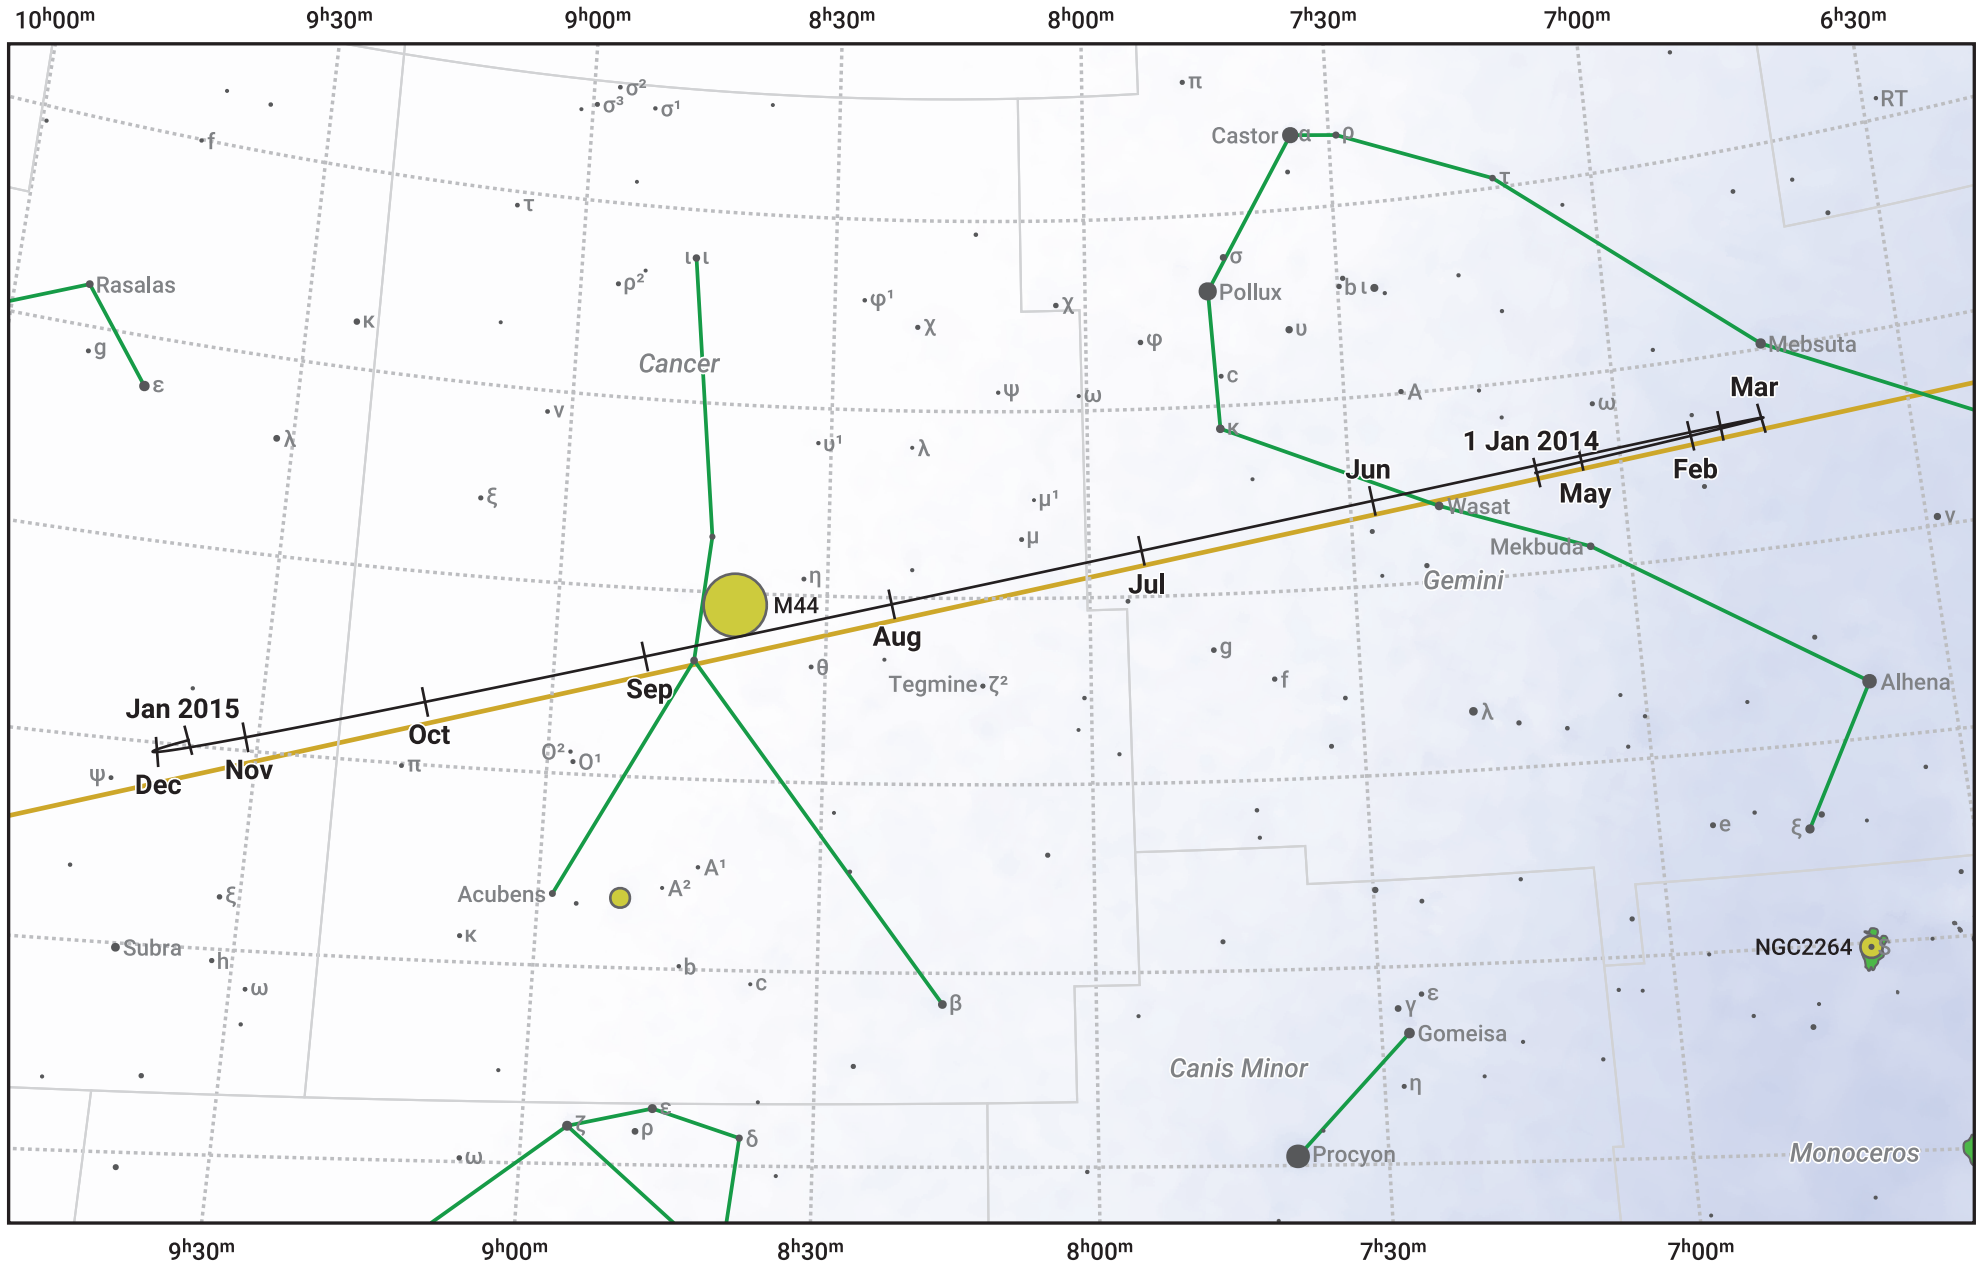 10ʰ00ᵐ 9ʰ30ᵐ 9ʰ00ᵐ 8ʰ30ᵐ 8ʰ00ᵐ 7ʰ30ᵐ 7ʰ00ᵐ 6ʰ30ᵐ
π
σ²
σ³
σ¹
RT
f
Castor α ρ
τ
τ
ι ι
σ
ρ²
Rasalas
Pollux
b ι
φ¹
χ
κ
χ
υ
φ
g
Mebsuta
Cancer
c
ε
Mar
ψ
ω
A
ω
ν
κ
λ
υ¹
λ
1 Jan 2014
Jun
Feb
ξ
μ¹
May
Wasat
ν
μ
Mekbuda
η
Gemini
Jul
M44
Aug
g
θ
Tegmine ζ²
f
Alhena
Sep
Jan 2015
λ
Oct
O²
O¹
π
Nov
ψ
Dec
e
ξ
A¹
A²
Acubens
ξ
κ
Subra
h
NGC2264
S
b
c
ω
ε
β
γ
Gomeisa
Canis Minor
η
ε
ζ
ρ
δ
ω
Procyon
Monoceros
9ʰ30ᵐ 9ʰ00ᵐ 8ʰ30ᵐ 8ʰ00ᵐ 7ʰ30ᵐ 7ʰ00ᵐ